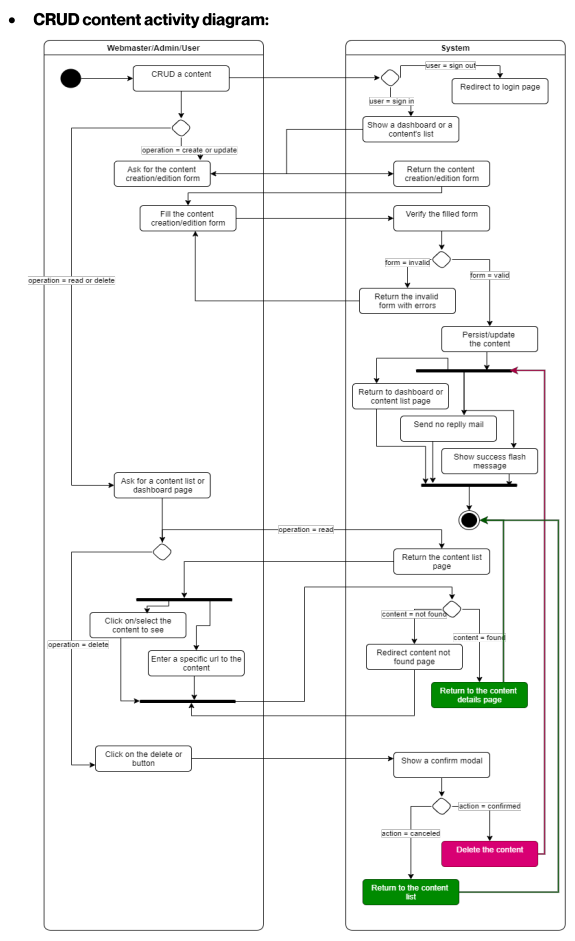 • CRUD content activity diagram:
Webmaster/Admin/User
System
CRUD a content
user = sign out
Redirect to login page
user = sign in
Show a dashboard or a
content's list
operation = create or update
Ask for the content
creation/edition form
Return the content
creation/edition form
Fill the content
creation/edition form
Verify the filled form
form = invalid
form = valid
operation = read or delete
Return the invalid
form with errors
Persist/update
the content
Return to dashboard or
content list page
Send no replly mail
Show success flash
message
Ask for a content list or
dashboard page
operation = read
Return the content list
page
Click on/select the
content to see
content = not found
content = found
operation = delete
Enter a specific url to the
content
Redirect content not
found page
Return to the content
details page
Click on the delete or
button
Show a confirm modal
action = confirmed
action = canceled
Delete the content
Return to the content
list